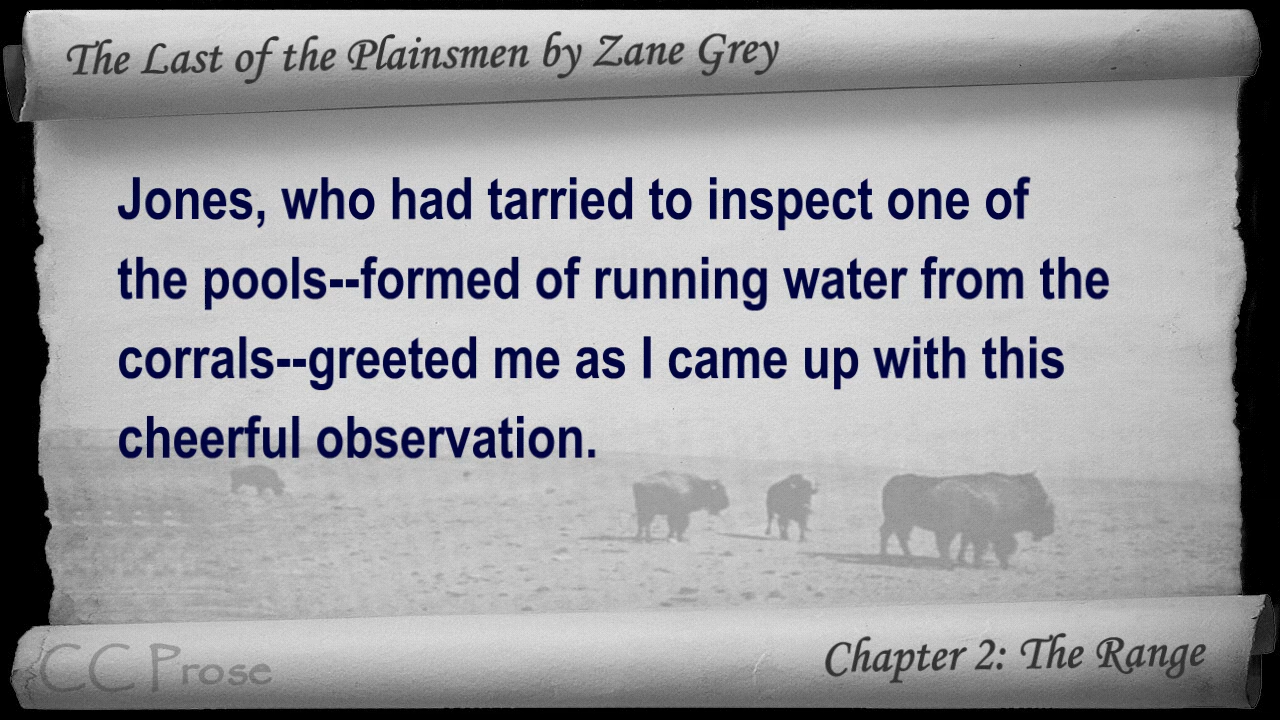 The Last of the Plainsmen by Zane Grey
Jones, who had tarried to inspect one of
the pools--formed of running water from the
corrals--greeted me as I came up with this
cheerful observation.
CC Prose
Chapter 2: The Range